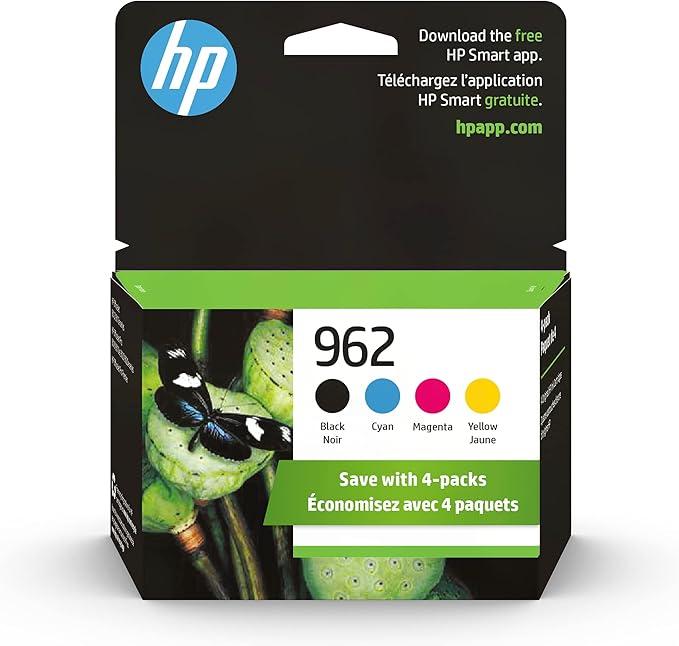 hp
Download the free
HP Smart app.
Téléchargez l'application
HP Smart gratuite.
hpapp.com
962
Black
Noir
Cyan
Magenta
Yellow
Jaune
Save with 4-packs
Économisez avec 4 paquets